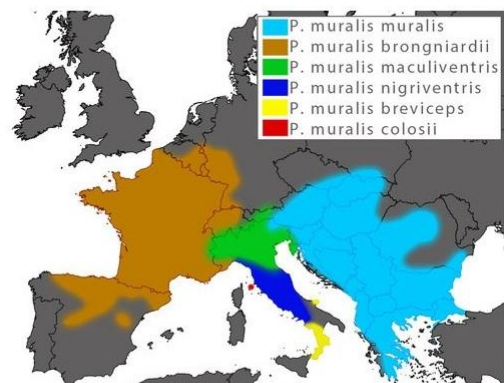 P. muralis muralis
P. muralis brongniardii
P. muralis maculiventris
P. muralis nigriventris
P. muralis breviceps
P. muralis colosii